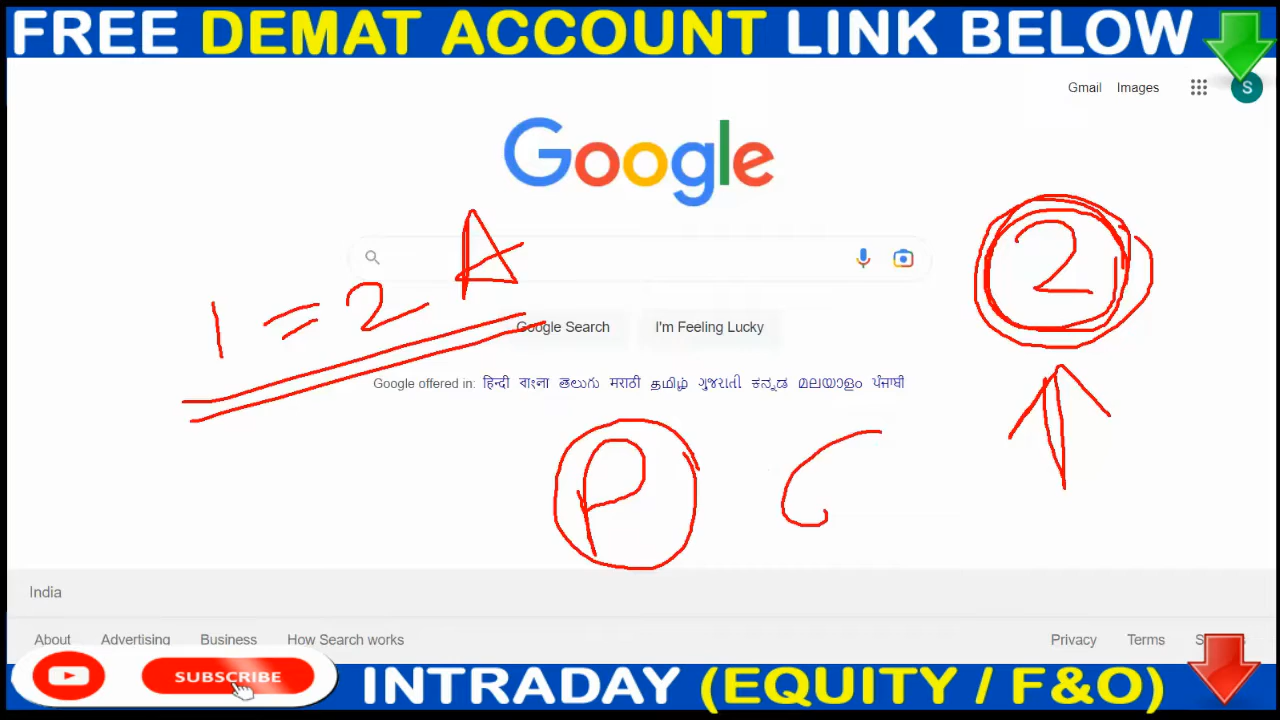 FREE DEMAT ACCOUNT LINK BELOW
Gmail Images
S
Google
1 = 2 A
2
Google Search I'm Feeling Lucky
Google offered in: हिन्दी বাংলা తెలుగు मराठी தமிழ் ગુજરાતી ಕನ್ನಡ മലയാളം ਪੰਜਾਬੀ
P C
India
About Advertising Business How Search works Privacy Terms
SUBSCRIBE INTRADAY (EQUITY / F&O)